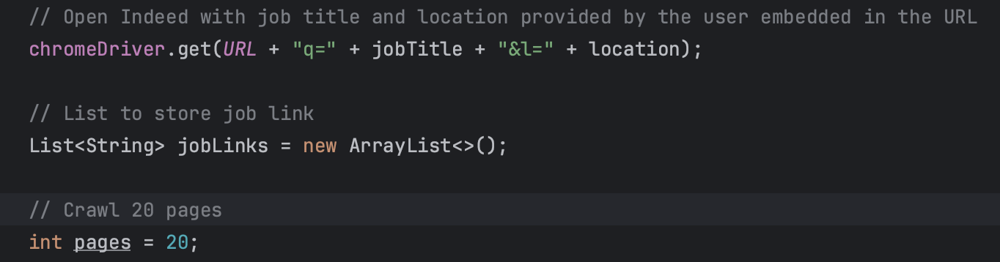 // Open Indeed with job title and location provided by the user embedded in the URL
chromeDriver.get(URL + "q=" + jobTitle + "&l=" + location);
// List to store job link
List<String> jobLinks = new ArrayList<>();
// Crawl 20 pages
int pages = 20;